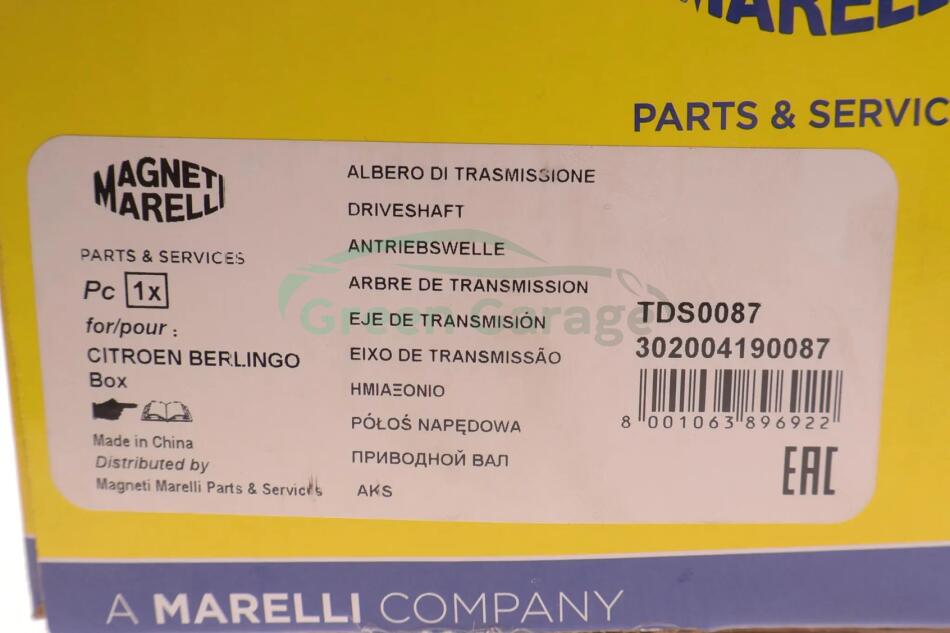 MARELLI
PARTS & SERVIC
MAGNETI
MARELLI
PARTS & SERVICES
Pc 1x
for/pour :
CITROEN BERLINGO
Box
Made in China
Distributed by
Magneti Marelli Parts & Services
ALBERO DI TRASMISSIONE
DRIVESHAFT
ANTRIEBSWELLE
ARBRE DE TRANSMISSION
EJE DE TRANSMISIÓN
EIXO DE TRANSMISSÃO
ΗΜΙΑΞΟΝΙΟ
PÓŁOŚ NAPĘDOWA
ПРИВОДНОЙ ВАЛ
AKS
Green Garage
TDS0087
302004190087
8 001063 896922
EAC
A MARELLI COMPANY